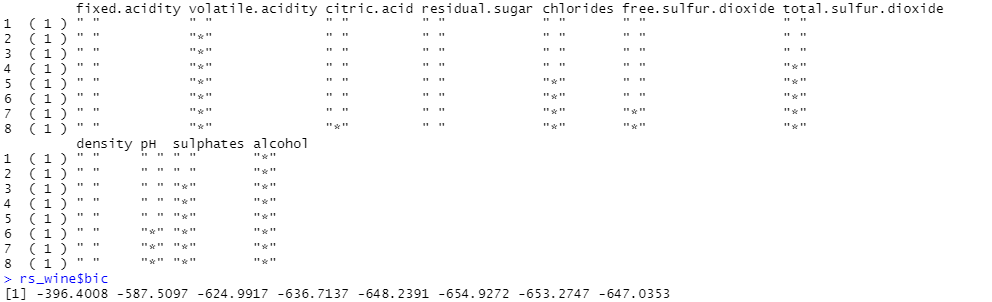 fixed.acidity volatile.acidity citric.acid residual.sugar chlorides free.sulfur.dioxide total.sulfur.dioxide
1  ( 1 ) " "           " "              " "         " "            " "       " "                 " "
2  ( 1 ) " "           "*"              " "         " "            " "       " "                 " "
3  ( 1 ) " "           "*"              " "         " "            " "       " "                 " "
4  ( 1 ) " "           "*"              " "         " "            " "       " "                 "*"
5  ( 1 ) " "           "*"              " "         " "            "*"       " "                 "*"
6  ( 1 ) " "           "*"              " "         " "            "*"       " "                 "*"
7  ( 1 ) " "           "*"              " "         " "            "*"       "*"                 "*"
8  ( 1 ) " "           "*"              "*"         " "            "*"       "*"                 "*"
         density pH  sulphates alcohol
1  ( 1 ) " "     " " " "       "*"
2  ( 1 ) " "     " " " "       "*"
3  ( 1 ) " "     " " "*"       "*"
4  ( 1 ) " "     " " "*"       "*"
5  ( 1 ) " "     " " "*"       "*"
6  ( 1 ) " "     "*" "*"       "*"
7  ( 1 ) " "     "*" "*"       "*"
8  ( 1 ) " "     "*" "*"       "*"
> rs_wine$bic
[1] -396.4008 -587.5097 -624.9917 -636.7137 -648.2391 -654.9272 -653.2747 -647.0353